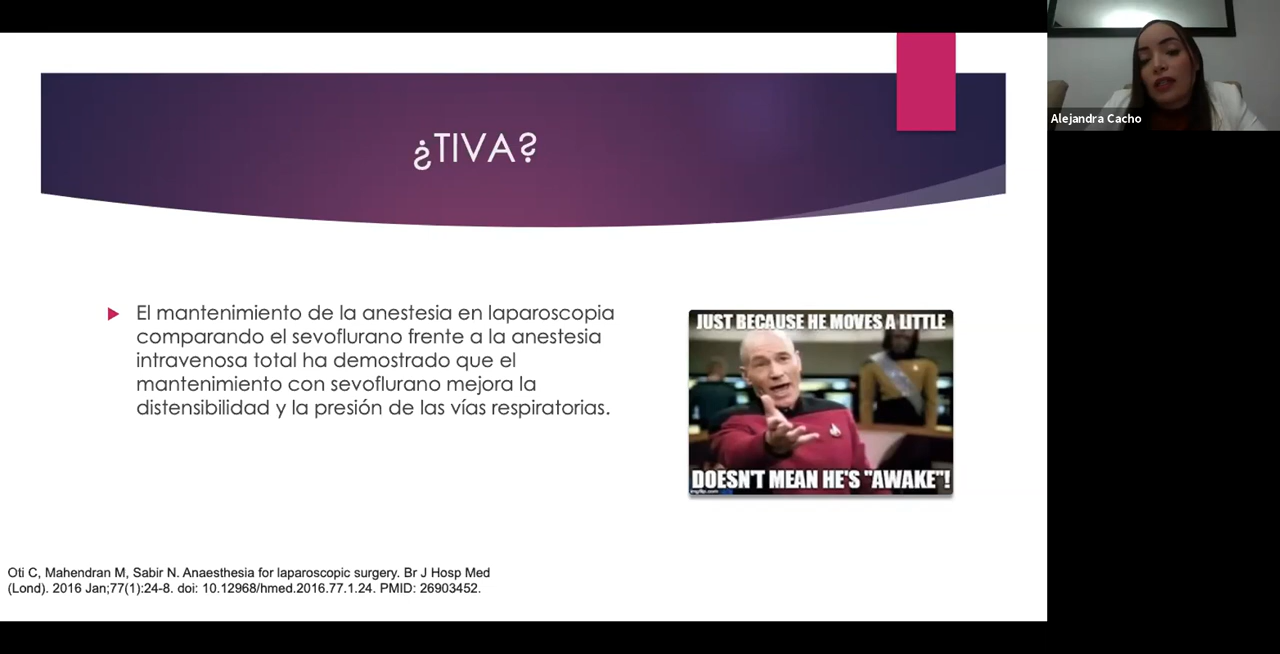 ¿TIVA?
El mantenimiento de la anestesia en laparoscopia
comparando el sevoflurano frente a la anestesia
intravenosa total ha demostrado que el
mantenimiento con sevoflurano mejora la
distensibilidad y la presión de las vías respiratorias.
JUST BECAUSE HE MOVES A LITTLE
DOESN'T MEAN HE'S "AWAKE"!
imgflip.com
Oti C, Mahendran M, Sabir N. Anaesthesia for laparoscopic surgery. Br J Hosp Med
(Lond). 2016 Jan;77(1):24-8. doi: 10.12968/hmed.2016.77.1.24. PMID: 26903452.
Alejandra Cacho